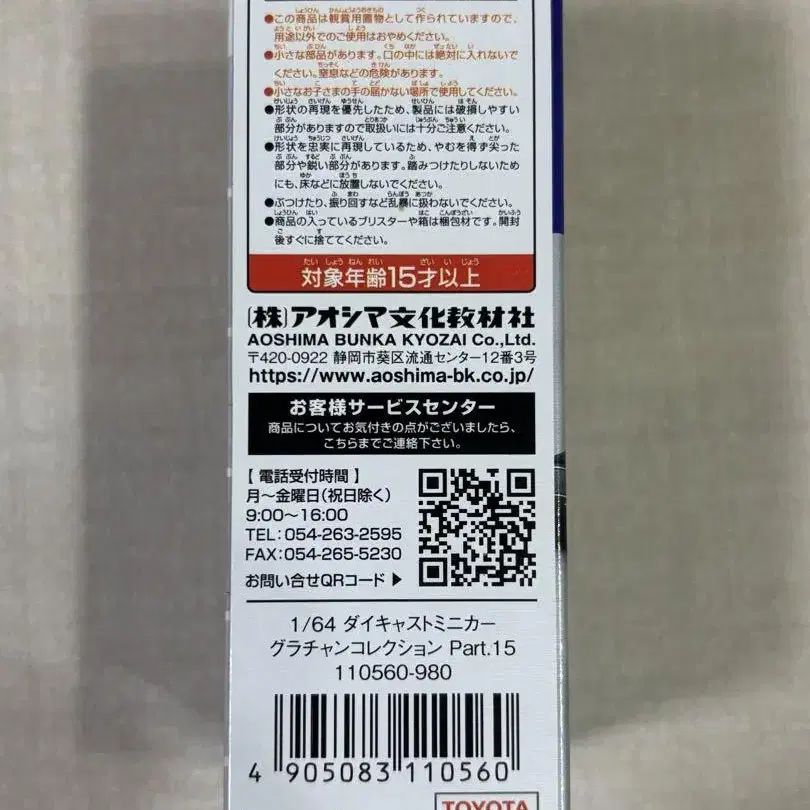 ●この商品は観賞用置物として作られていますので、
用途以外でのご使用はおやめください。
●小さな部品があります。口の中には絶対に入れないで
ください。窒息などの危険があります。
●小さなお子さまの手の届かない場所で使用してください。
●形状の再現を優先したため、製品には破損しやすい
部分がありますので取扱いには十分ご注意ください。
●形状を忠実に再現しているため、やむを得ず尖った
部分や鋭い部分があります。踏みつけたりしないため
にも、床などに放置しないでください。
●ぶつけたり、振り回すなど乱暴に扱わないでください。
●商品の入っているブリスターや箱は梱包材です。開封
後すぐに捨ててください。
対象年齢15才以上
(株)アオシマ文化教材社
AOSHIMA BUNKA KYOZAI Co.,Ltd.
〒420-0922 静岡市葵区流通センター12番3号
https://www.aoshima-bk.co.jp/
お客様サービスセンター
商品についてお気付きの点がございましたら、
こちらまでご連絡下さい。
【 電話受付時間 】
月〜金曜日(祝日除く)
9:00〜16:00
TEL:054-263-2595
FAX:054-265-5230
お問い合せQRコード ▶
1/64 ダイキャストミニカー
グラチャンコレクション Part.15
110560-980
4 905083 110560
TOYOTA